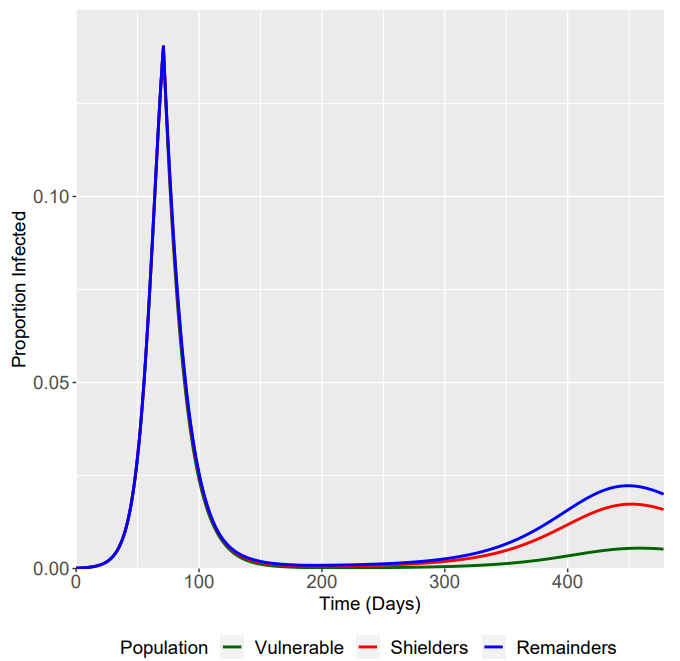 Proportion Infected
0.10
0.05
0.00
0 100 200 300 400
Time (Days)
Population Vulnerable Shielders Remainders